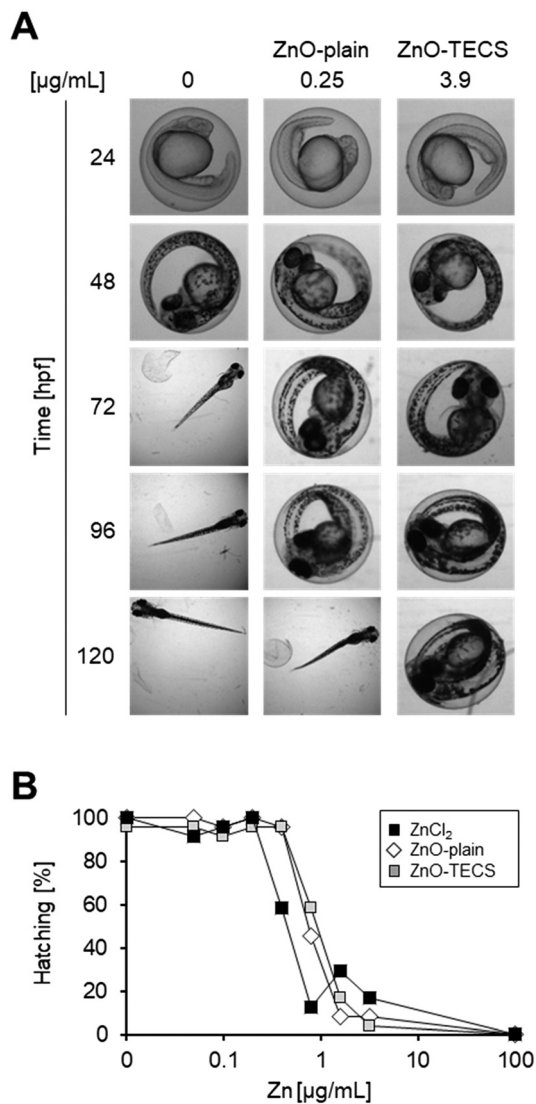 A
ZnO-plain ZnO-TECS
[µg/mL] 0 0.25 3.9
24
48
72
96
120
Time [hpf]
B
100
80
60
40
20
0
Hatching [%]
ZnCl₂
ZnO-plain
ZnO-TECS
0 0.1 1 10 100
Zn [µg/mL]